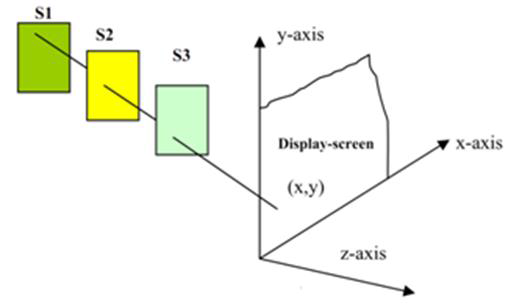 S1
S2
S3
y-axis
Display-screen
x-axis
(x,y)
z-axis